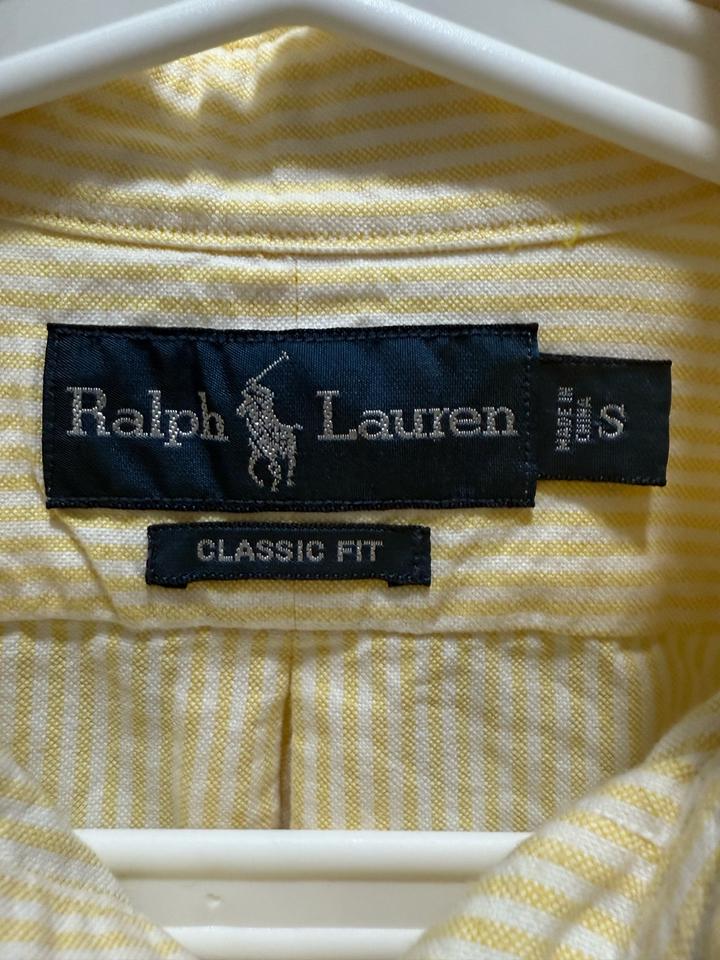 Ralph Lauren
MADE IN
CHINA
S
CLASSIC FIT